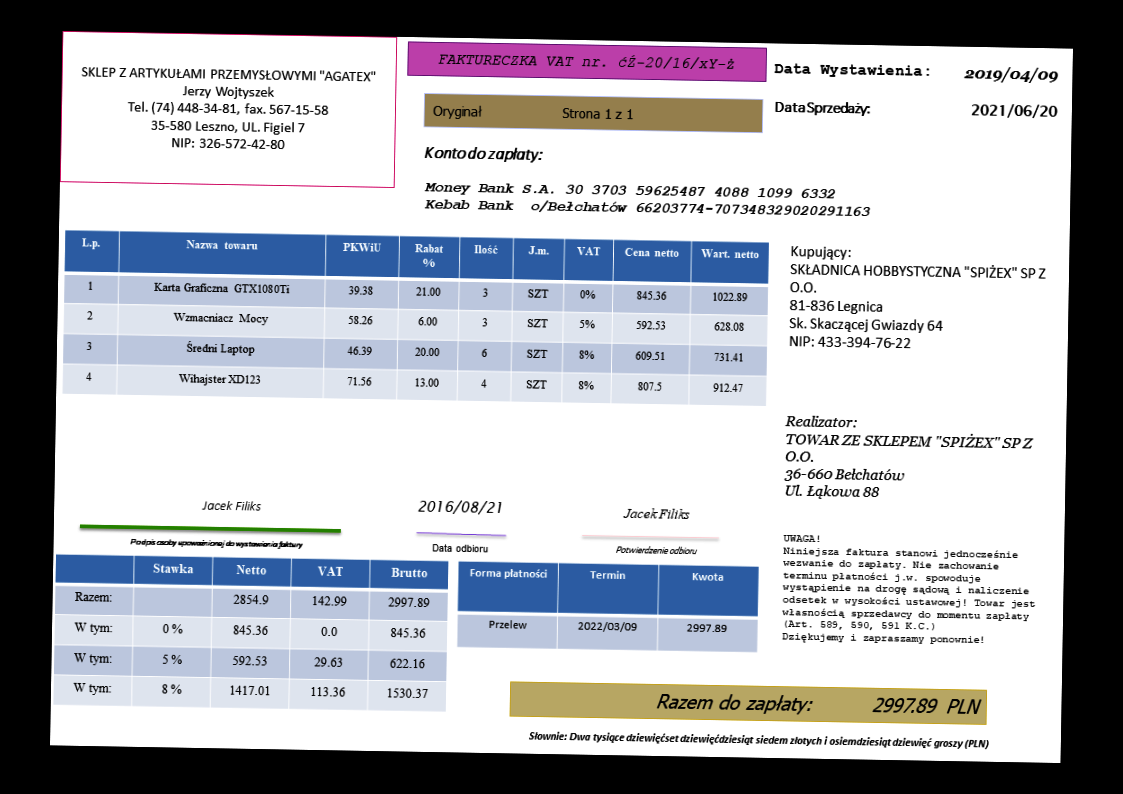 SKLEP Z ARTYKUŁAMI PRZEMYSŁOWYMI "AGATEX"
Jerzy Wojtyszek
Tel. (74) 448-34-81, fax. 567-15-58
35-580 Leszno, UL. Figiel 7
NIP: 326-572-42-80
FAKTURECZKA VAT nr. ćŹ-20/16/xY-ż
Oryginał Strona 1 z 1
Data Wystawienia: 2019/04/09
Data Sprzedaży: 2021/06/20
Konto do zapłaty:
Money Bank S.A. 30 3703 59625487 4088 1099 6332
Kebab Bank o/Bełchatów 66203774-707348329020291163
L.p. Nazwa towaru PKWiU Rabat % Ilość J.m. VAT Cena netto Wart. netto
1 Karta Graficzna GTX1080Ti 39.38 21.00 3 SZT 0% 845.36 1022.89
2 Wzmacniacz Mocy 58.26 6.00 3 SZT 5% 592.53 628.08
3 Średni Laptop 46.39 20.00 6 SZT 8% 609.51 731.41
4 Wihajster XD123 71.56 13.00 4 SZT 8% 807.5 912.47
Kupujący:
SKŁADNICA HOBBYSTYCZNA "SPIŻEX" SP Z
O.O.
81-836 Legnica
Sk. Skaczącej Gwiazdy 64
NIP: 433-394-76-22
Realizator:
TOWAR ZE SKLEPEM "SPIŻEX" SP Z
O.O.
36-660 Bełchatów
Ul. Łąkowa 88
Jacek Filiks
Podpis osoby upoważnionej do wystawienia faktury
2016/08/21
Data odbioru
Jacek Filiks
Potwierdzenie odbioru
Stawka Netto VAT Brutto
Razem: 2854.9 142.99 2997.89
W tym: 0 % 845.36 0.0 845.36
W tym: 5 % 592.53 29.63 622.16
W tym: 8 % 1417.01 113.36 1530.37
Forma płatności Termin Kwota
Przelew 2022/03/09 2997.89
UWAGA!
Niniejsza faktura stanowi jednocześnie
wezwanie do zapłaty. Nie zachowanie
terminu płatności j.w. spowoduje
wystąpienie na drogę sądową i naliczenie
odsetek w wysokości ustawowej! Towar jest
własnością sprzedawcy do momentu zapłaty
(Art. 589, 590, 591 K.C.)
Dziękujemy i zapraszamy ponownie!
Razem do zapłaty: 2997.89 PLN
Słownie: Dwa tysiące dziewięćset dziewięćdziesiąt siedem złotych i osiemdziesiąt dziewięć groszy (PLN)